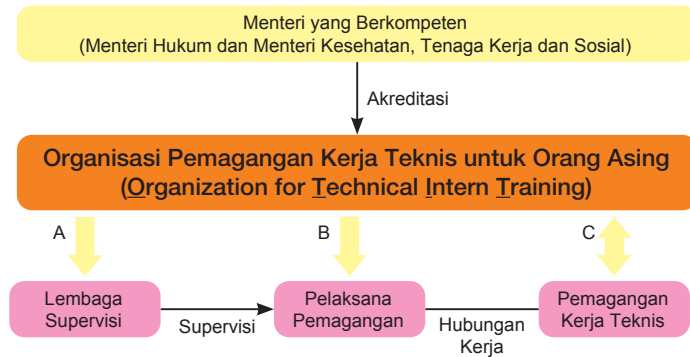 Menteri yang Berkompeten
(Menteri Hukum dan Menteri Kesehatan, Tenaga Kerja dan Sosial)
Akreditasi
Organisasi Pemagangan Kerja Teknis untuk Orang Asing
(Organization for Technical Intern Training)
A
B
C
Lembaga
Supervisi
Supervisi
Pelaksana
Pemagangan
Hubungan
Kerja
Pemagangan
Kerja Teknis